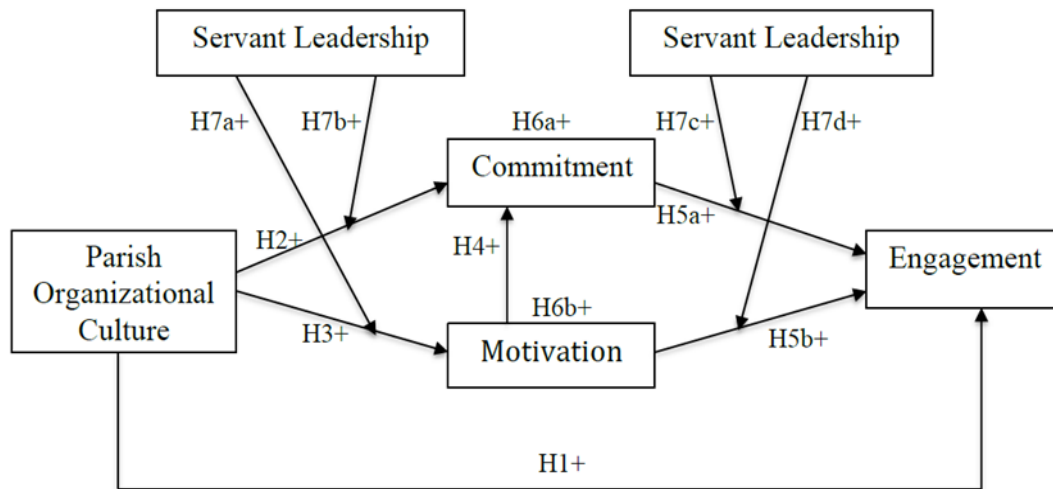 Servant Leadership
Servant Leadership
H7a+
H7b+
H6a+
H7c+
H7d+
Commitment
H2+
H4+
H5a+
Parish
Organizational
Culture
Engagement
H3+
H6b+
Motivation
H5b+
H1+